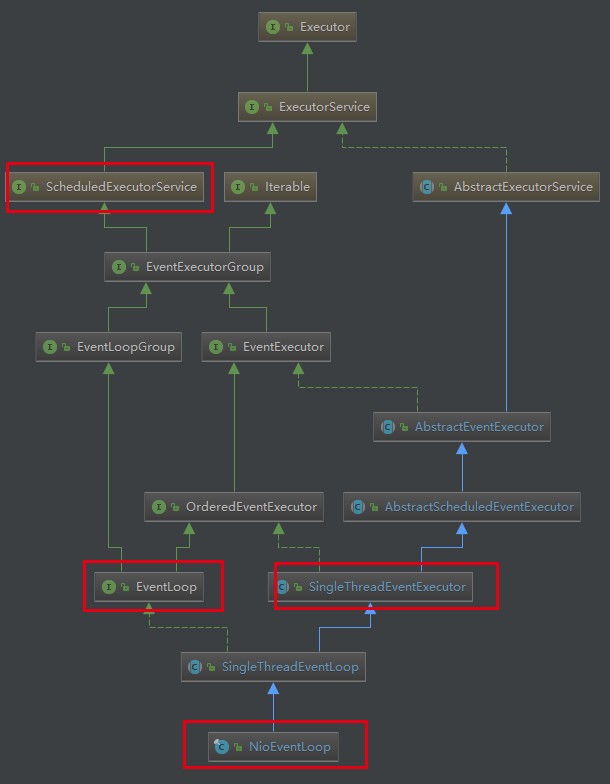 Executor
ExecutorService
ScheduledExecutorService
Iterable
AbstractExecutorService
EventExecutorGroup
EventLoopGroup
EventExecutor
AbstractEventExecutor
OrderedEventExecutor
AbstractScheduledEventExecutor
EventLoop
SingleThreadEventExecutor
SingleThreadEventLoop
NioEventLoop